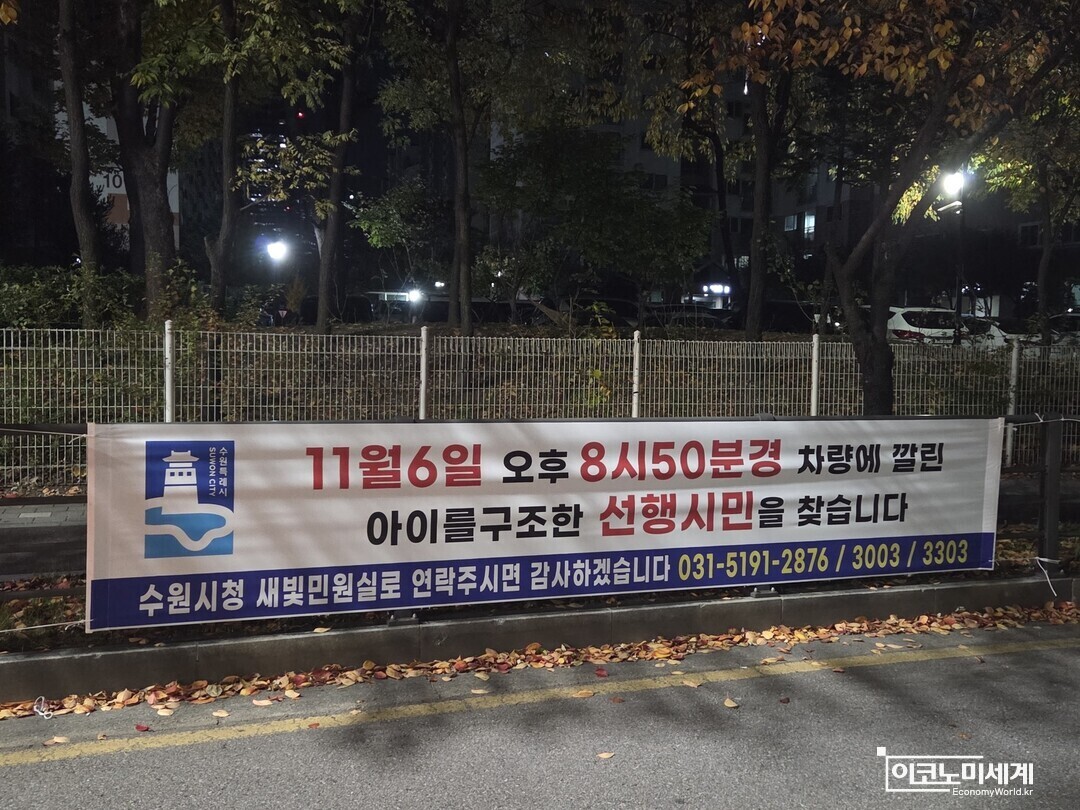 11월6일 오후 8시50분경 차량에 깔린
아이를구조한 선행시민을 찾습니다
수원시청 새빛민원실로 연락주시면 감사하겠습니다 031-5191-2876 / 3003 / 3303
수원특례시
SUWON CITY
10
이코노미세계
EconomyWorld.kr